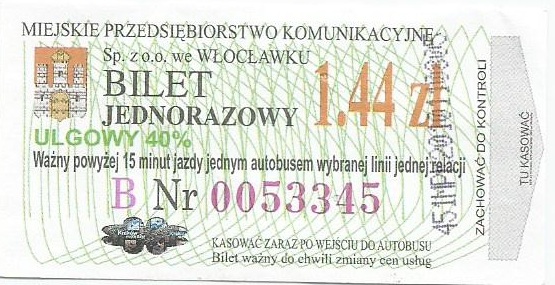 MIEJSKIE PRZEDSIĘBIORSTWO KOMUNIKACYJNE
Sp. z o.o. we WŁOCŁAWKU
BILET
JEDNORAZOWY
1.44 zł
ULGOWY 40%
Ważny powyżej 15 minut jazdy jednym autobusem wybranej linii jednej relacji
B Nr 0053345
KASOWAĆ ZARAZ PO WEJŚCIU DO AUTOBUSU
Bilet ważny do chwili zmiany cen usług
ZACHOWAĆ DO KONTROLI
TU KASOWAĆ